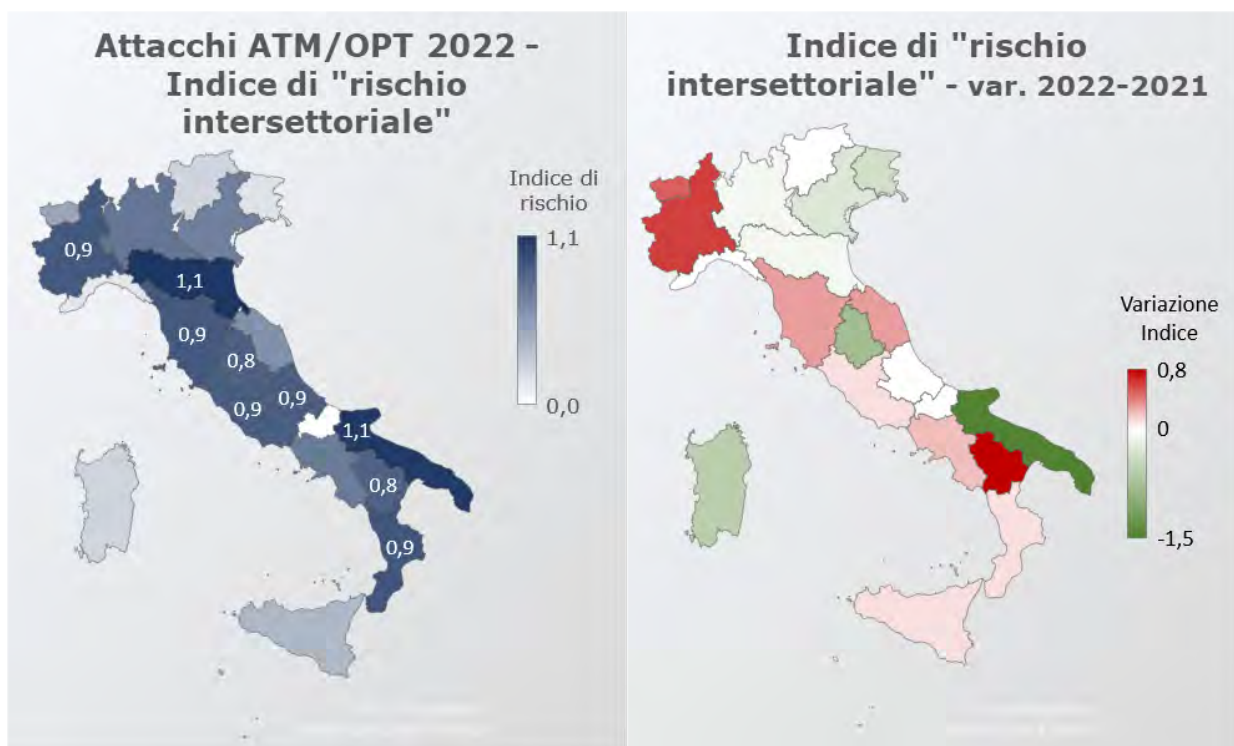 Attacchi ATM/OPT 2022 -
Indice di "rischio
intersettoriale"
Indice di
rischio
1,1
0,0
0,9
1,1
0,9
0,8
0,9
0,9
1,1
0,8
0,9
Indice di "rischio
intersettoriale" - var. 2022-2021
Variazione
Indice
0,8
0
-1,5